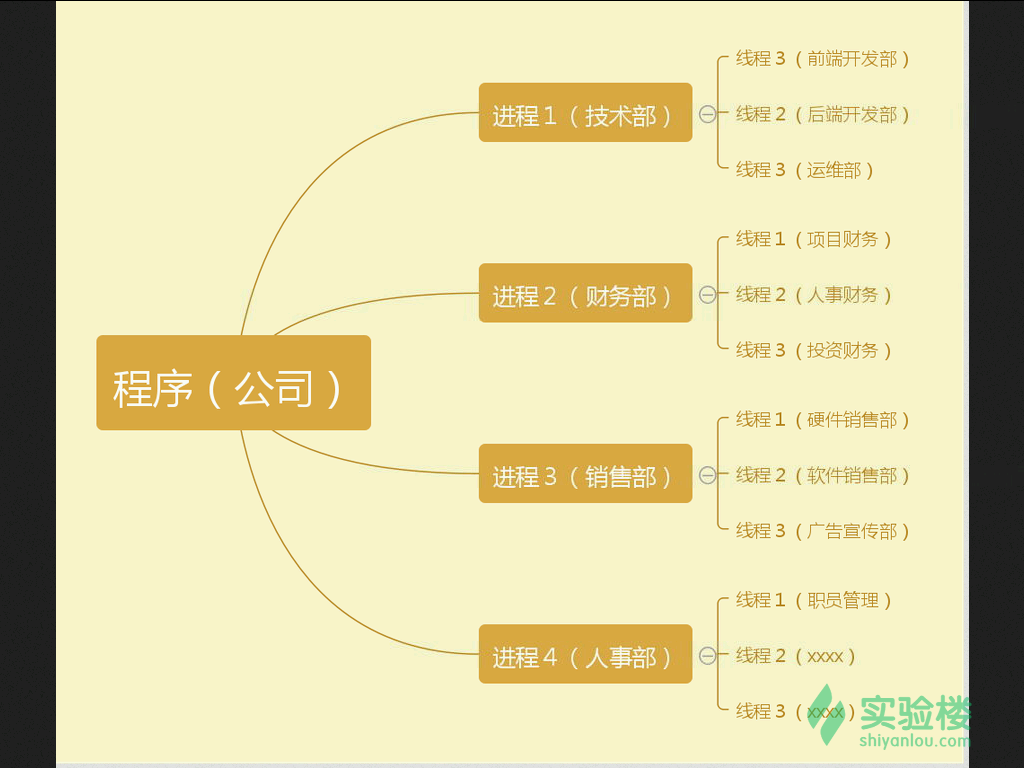 程序（公司）
进程1（技术部）
线程3（前端开发部）
线程2（后端开发部）
线程3（运维部）
进程2（财务部）
线程1（项目财务）
线程2（人事财务）
线程3（投资财务）
进程3（销售部）
线程1（硬件销售部）
线程2（软件销售部）
线程3（广告宣传部）
进程4（人事部）
线程1（职员管理）
线程2（xxxx）
线程3（xxxx）
实验楼
shiyanlou.com